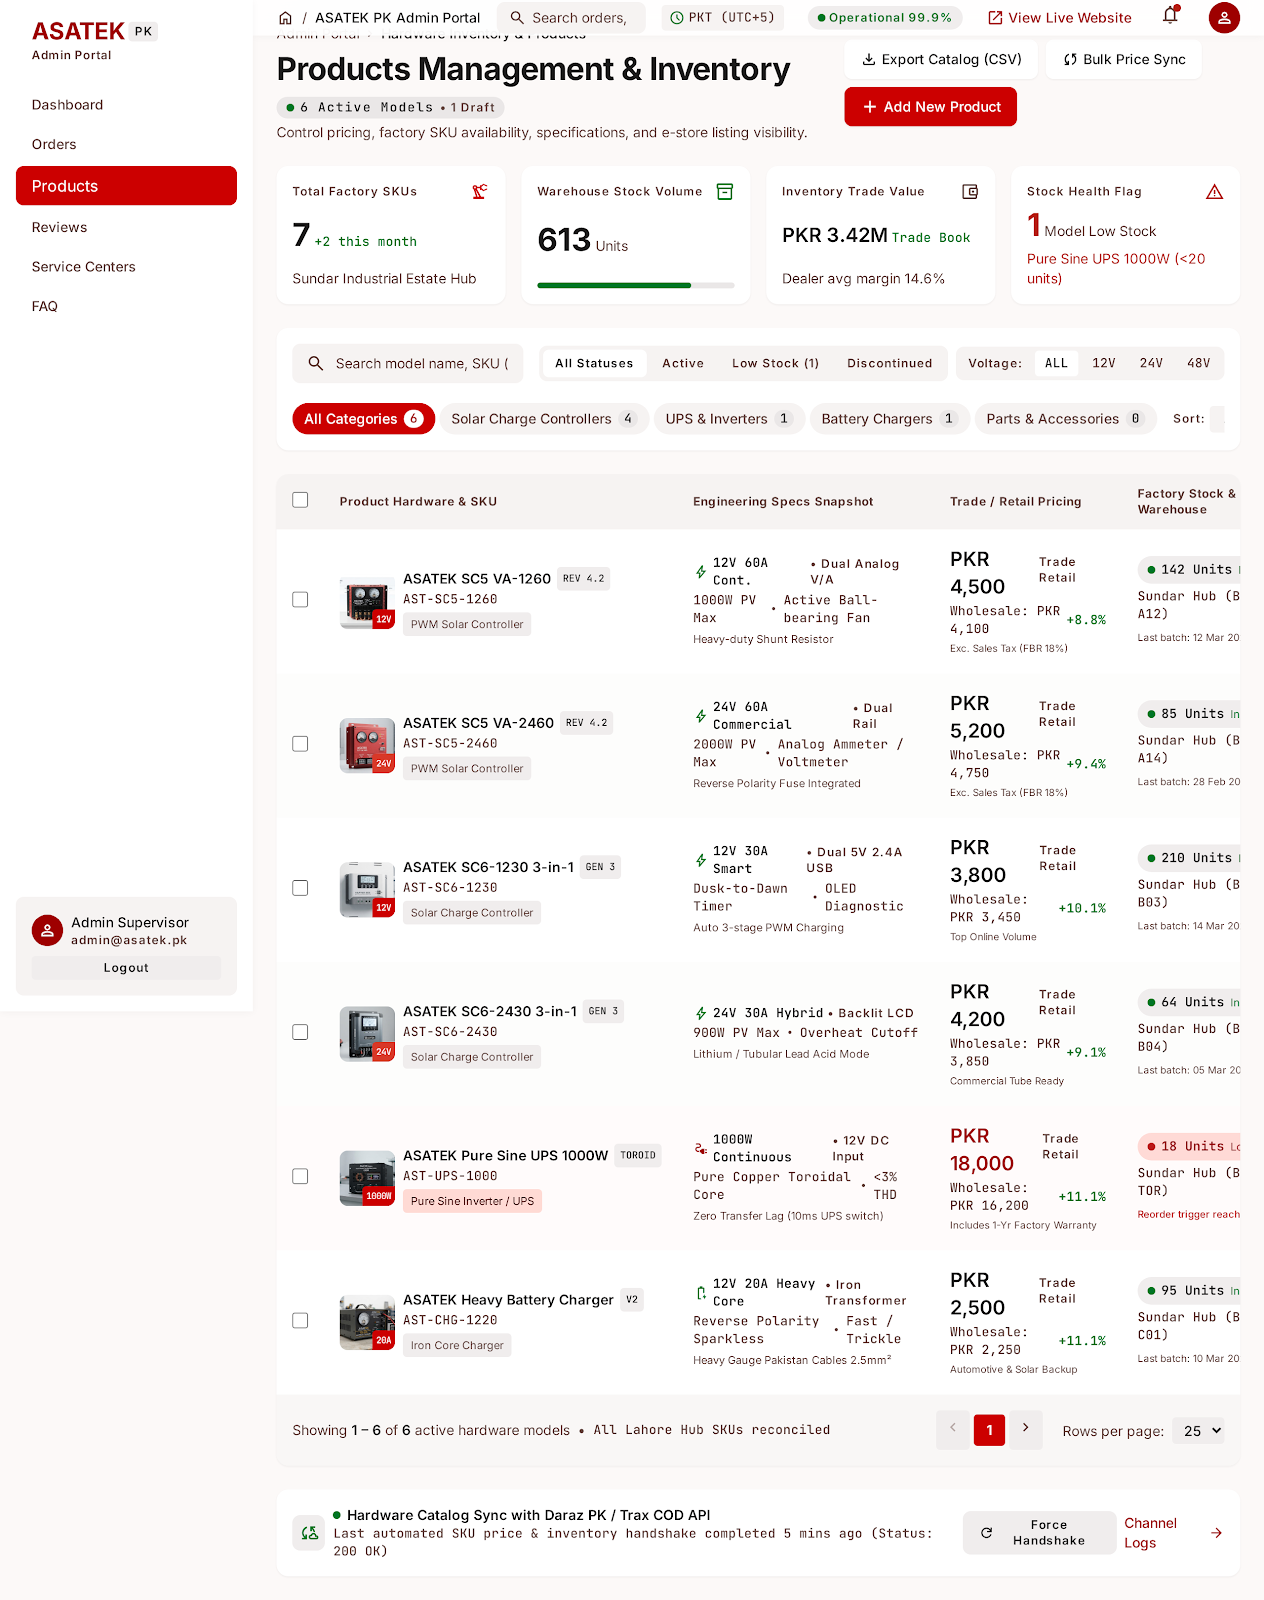 ASATEK PK
Admin Portal
Dashboard
Orders
Products
Reviews
Service Centers
FAQ
Admin Supervisor
admin@asatek.pk
Logout
/ ASATEK PK Admin Portal
Search orders,
PKT (UTC+5)
Operational 99.9%
View Live Website
Products Management & Inventory
6 Active Models • 1 Draft
Control pricing, factory SKU availability, specifications, and e-store listing visibility.
Export Catalog (CSV)
Bulk Price Sync
Add New Product
Total Factory SKUs
7 +2 this month
Sundar Industrial Estate Hub
Warehouse Stock Volume
613 Units
Inventory Trade Value
PKR 3.42M Trade Book
Dealer avg margin 14.6%
Stock Health Flag
1 Model Low Stock
Pure Sine UPS 1000W (<20
units)
Search model name, SKU (
All Statuses Active Low Stock (1) Discontinued
Voltage: ALL 12V 24V 48V
All Categories 6
Solar Charge Controllers 4
UPS & Inverters 1
Battery Chargers 1
Parts & Accessories 0
Sort:
Product Hardware & SKU
Engineering Specs Snapshot
Trade / Retail Pricing
Factory Stock &
Warehouse
12V
ASATEK SC5 VA-1260 REV 4.2
AST-SC5-1260
PWM Solar Controller
12V 60A
Cont.
• Dual Analog
V/A
1000W PV
Max
• Active Ball-
bearing Fan
Heavy-duty Shunt Resistor
PKR
4,500
Trade
Retail
Wholesale: PKR
4,100
+8.8%
Exc. Sales Tax (FBR 18%)
142 Units
Sundar Hub (B
A12)
Last batch: 12 Mar 20
24V
ASATEK SC5 VA-2460 REV 4.2
AST-SC5-2460
PWM Solar Controller
24V 60A
Commercial
• Dual
Rail
2000W PV
Max
• Analog Ammeter /
Voltmeter
Reverse Polarity Fuse Integrated
PKR
5,200
Trade
Retail
Wholesale: PKR
4,750
+9.4%
Exc. Sales Tax (FBR 18%)
85 Units In
Sundar Hub (B
A14)
Last batch: 28 Feb 20
12V
ASATEK SC6-1230 3-in-1 GEN 3
AST-SC6-1230
Solar Charge Controller
12V 30A
Smart
• Dual 5V 2.4A
USB
Dusk-to-Dawn
Timer
• OLED
Diagnostic
Auto 3-stage PWM Charging
PKR
3,800
Trade
Retail
Wholesale:
PKR 3,450
+10.1%
Top Online Volume
210 Units
Sundar Hub (B
B03)
Last batch: 14 Mar 20
24V
ASATEK SC6-2430 3-in-1 GEN 3
AST-SC6-2430
Solar Charge Controller
24V 30A Hybrid • Backlit LCD
900W PV Max • Overheat Cutoff
Lithium / Tubular Lead Acid Mode
PKR
4,200
Trade
Retail
Wholesale: PKR
3,850
+9.1%
Commercial Tube Ready
64 Units In
Sundar Hub (B
B04)
Last batch: 05 Mar 20
1000W
ASATEK Pure Sine UPS 1000W TOROID
AST-UPS-1000
Pure Sine Inverter / UPS
1000W
Continuous
• 12V DC
Input
Pure Copper Toroidal
Core
• <3%
THD
Zero Transfer Lag (10ms UPS switch)
PKR
18,000
Trade
Retail
Wholesale:
PKR 16,200
+11.1%
Includes 1-Yr Factory Warranty
18 Units Lo
Sundar Hub (B
TOR)
Reorder trigger reach
20A
ASATEK Heavy Battery Charger V2
AST-CHG-1220
Iron Core Charger
12V 20A Heavy
Core
• Iron
Transformer
Reverse Polarity
Sparkless
• Fast /
Trickle
Heavy Gauge Pakistan Cables 2.5mm²
PKR
2,500
Trade
Retail
Wholesale:
PKR 2,250
+11.1%
Automotive & Solar Backup
95 Units In
Sundar Hub (B
C01)
Last batch: 10 Mar 20
Showing 1 – 6 of 6 active hardware models • All Lahore Hub SKUs reconciled
1
Rows per page: 25
Hardware Catalog Sync with Daraz PK / Trax COD API
Last automated SKU price & inventory handshake completed 5 mins ago (Status:
200 OK)
Force
Handshake
Channel
Logs